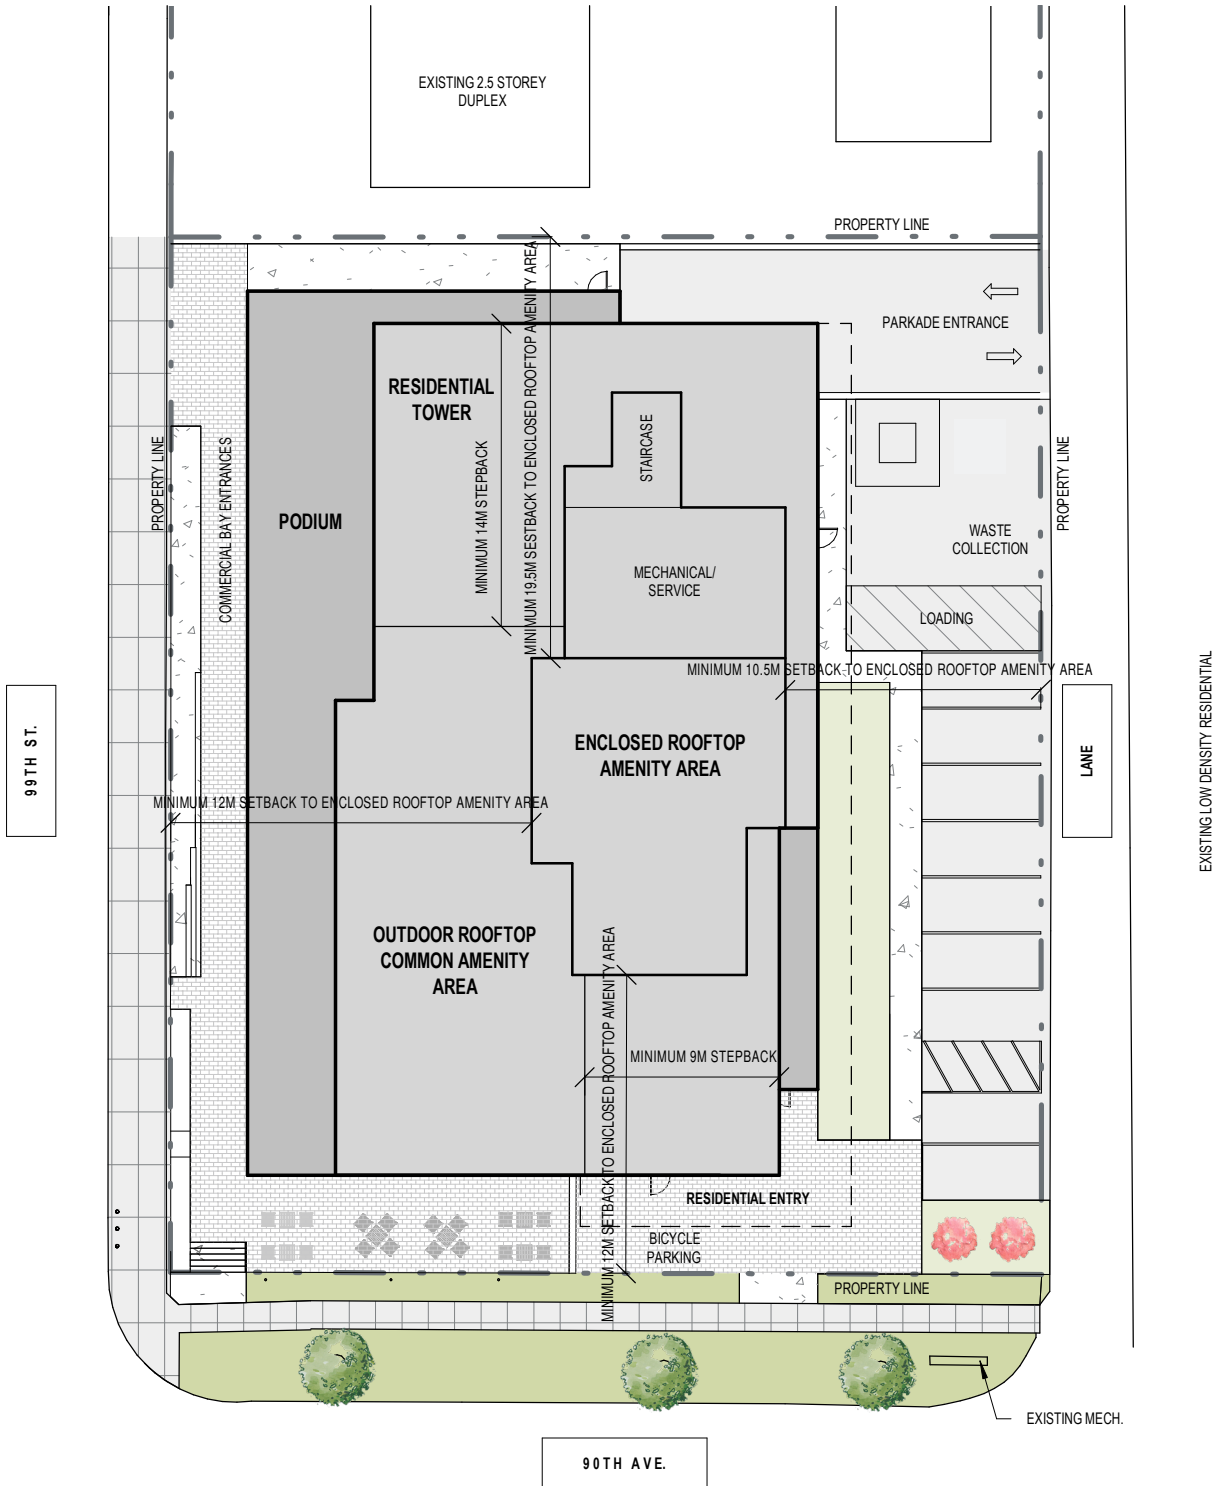 EXISTING 2.5 STOREY
DUPLEX
PROPERTY LINE
PARKADE ENTRANCE
RESIDENTIAL
TOWER
MINIMUM 14M STEPBACK
MINIMUM 19.5M SESTBACK TO ENCLOSED ROOFTOP AMENITY AREA
STAIRCASE
PROPERTY LINE
COMMERCIAL BAY ENTRANCES
PODIUM
MECHANICAL/
SERVICE
WASTE
COLLECTION
PROPERTY LINE
LOADING
MINIMUM 10.5M SETBACK TO ENCLOSED ROOFTOP AMENITY AREA
99TH ST.
ENCLOSED ROOFTOP
AMENITY AREA
LANE
EXISTING LOW DENSITY RESIDENTIAL
MINIMUM 12M SETBACK TO ENCLOSED ROOFTOP AMENITY AREA
OUTDOOR ROOFTOP
COMMON AMENITY
AREA
MINIMUM 12M SETBACK TO ENCLOSED ROOFTOP AMENITY AREA
MINIMUM 9M STEPBACK
RESIDENTIAL ENTRY
BICYCLE
PARKING
PROPERTY LINE
EXISTING MECH.
90TH AVE.